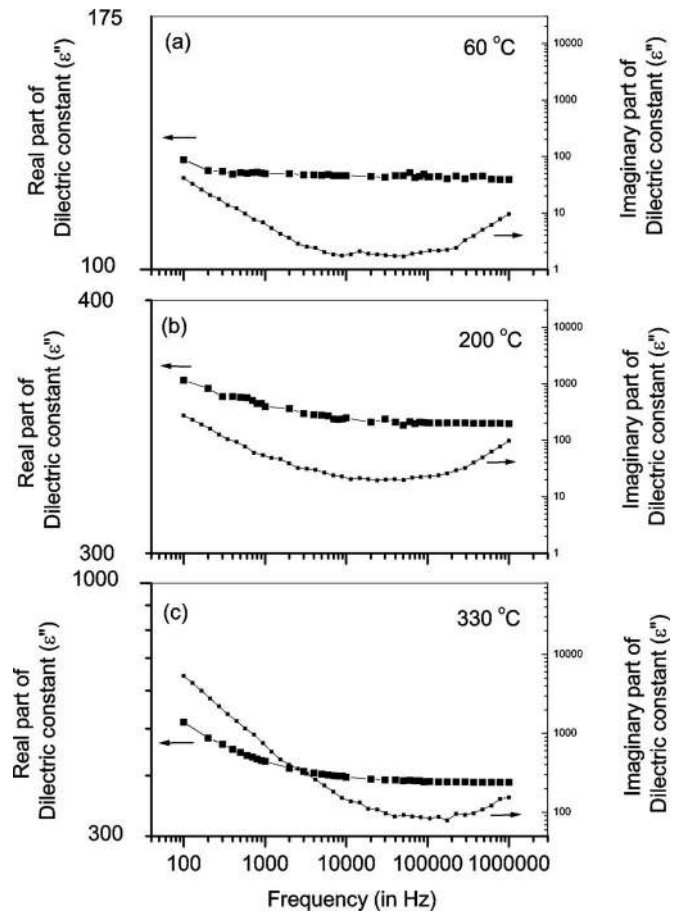 175
(a)
60 °C
10000
1000
100
10
1
100
Real part of
Dilectric constant (ε")
Imaginary part of
Dilectric constant (ε")
400
(b)
200 °C
10000
1000
100
10
1
300
Real part of
Dilectric constant (ε")
Imaginary part of
Dilectric constant (ε")
1000
(c)
330 °C
10000
1000
100
300
Real part of
Dilectric constant (ε")
Imaginary part of
Dilectric constant (ε")
100 1000 10000 100000 1000000
Frequency (in Hz)